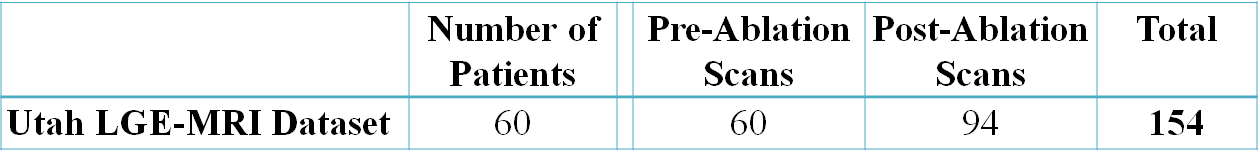 Number of Patients Pre-Ablation Scans Post-Ablation Scans Total
Utah LGE-MRI Dataset 60 60 94 154